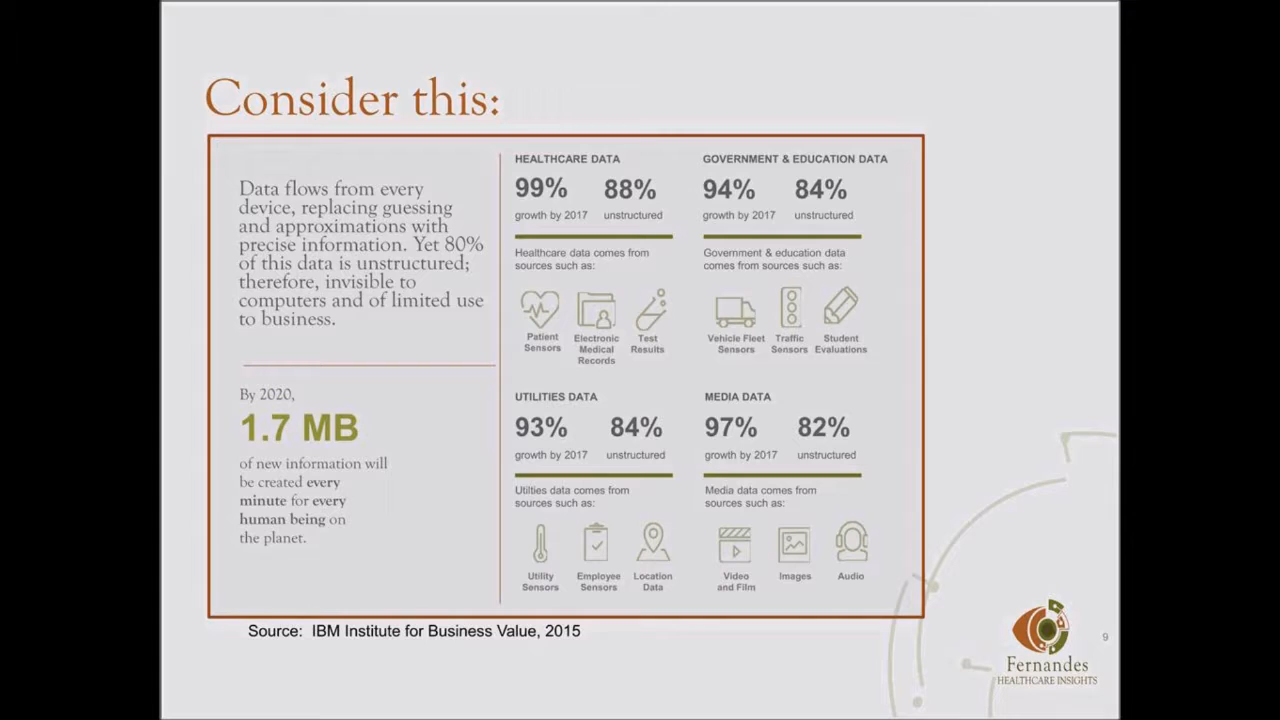 Consider this:
Data flows from every
device, replacing guessing
and approximations with
precise information. Yet 80%
of this data is unstructured;
therefore, invisible to
computers and of limited use
to business.
By 2020,
1.7 MB
of new information will
be created every
minute for every
human being on
the planet.
HEALTHCARE DATA
99% 88%
growth by 2017 unstructured
Healthcare data comes from
sources such as:
Patient
Sensors
Electronic
Medical
Records
Test
Results
GOVERNMENT & EDUCATION DATA
94% 84%
growth by 2017 unstructured
Government & education data
comes from sources such as:
Vehicle Fleet
Sensors
Traffic
Sensors
Student
Evaluations
UTILITIES DATA
93% 84%
growth by 2017 unstructured
Utilties data comes from
sources such as:
Utility
Sensors
Employee
Sensors
Location
Data
MEDIA DATA
97% 82%
growth by 2017 unstructured
Media data comes from
sources such as:
Video
and Film
Images
Audio
Source: IBM Institute for Business Value, 2015
9
Fernandes
HEALTHCARE INSIGHTS